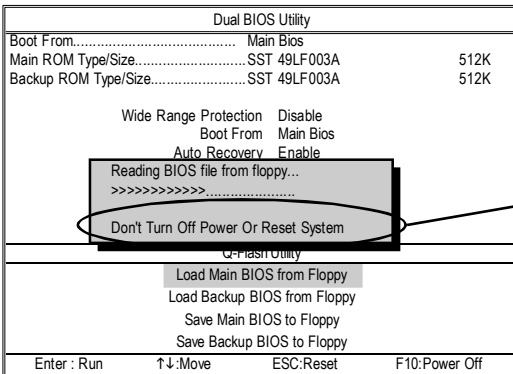 Dual BIOS Utility
Boot From......................................... Main Bios
Main ROM Type/Size............................SST 49LF003A 512K
Backup ROM Type/Size........................SST 49LF003A 512K
Wide Range Protection Disable
Boot From Main Bios
Auto Recovery Enable
Reading BIOS file from floppy...
>>>>>>>>>>>>......................
Don't Turn Off Power Or Reset System
Q-Flash Utility
Load Main BIOS from Floppy
Load Backup BIOS from Floppy
Save Main BIOS to Floppy
Save Backup BIOS to Floppy
Enter : Run ↑↓:Move ESC:Reset F10:Power Off